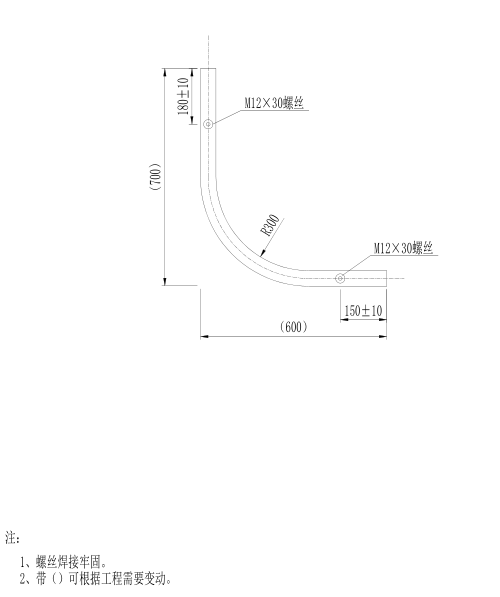 180±10
M12×30螺丝
(700)
R300
M12×30螺丝
150±10
(600)
注:
1、螺丝焊接牢固。
2、带()可根据工程需要变动。